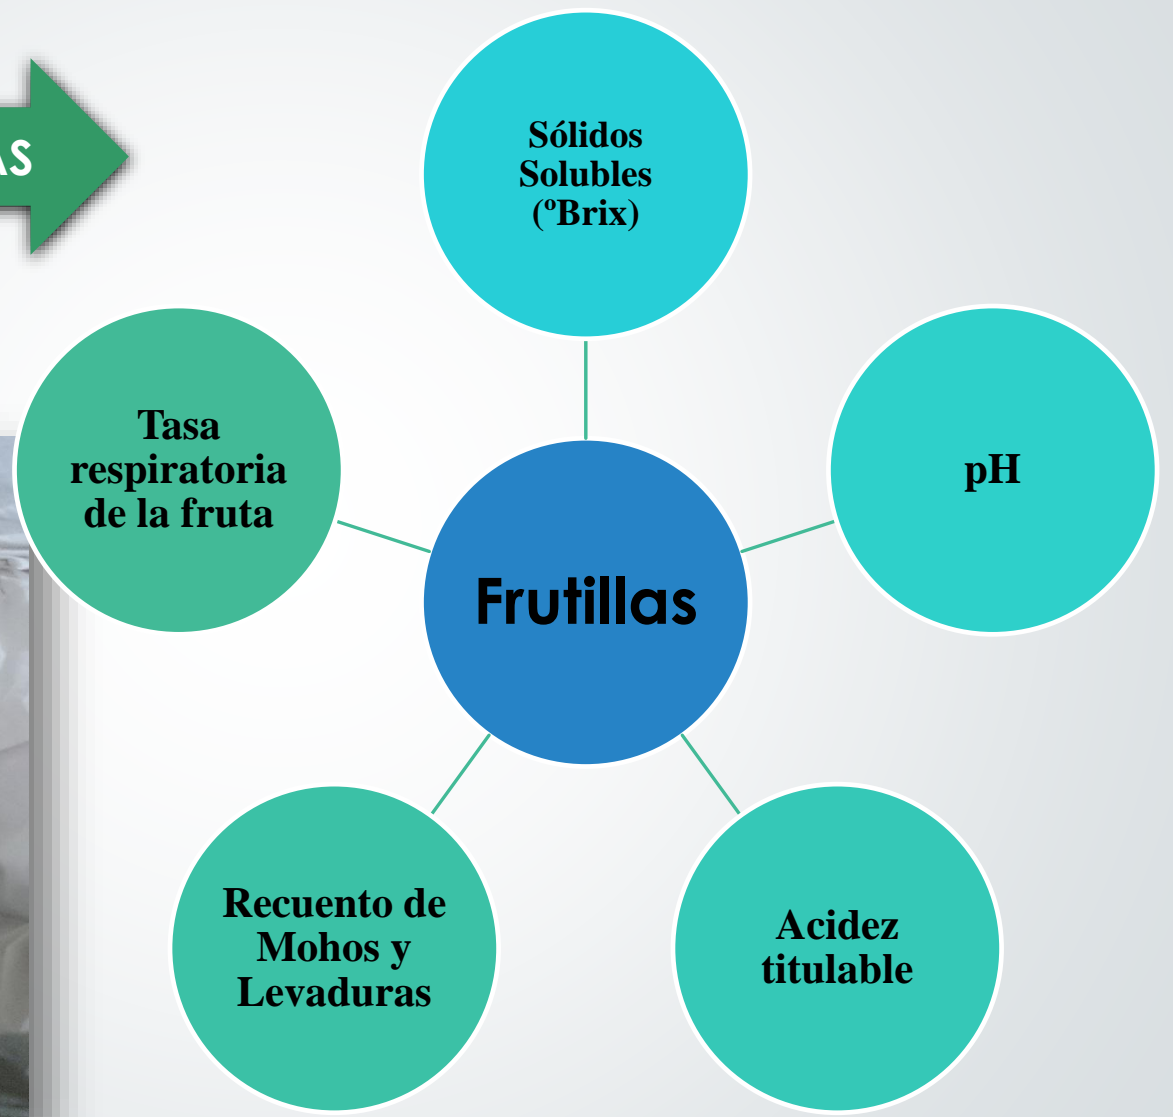 AS
Sólidos
Solubles
(ºBrix)
Tasa
respiratoria
de la fruta
pH
Frutillas
Recuento de
Mohos y
Levaduras
Acidez
titulable